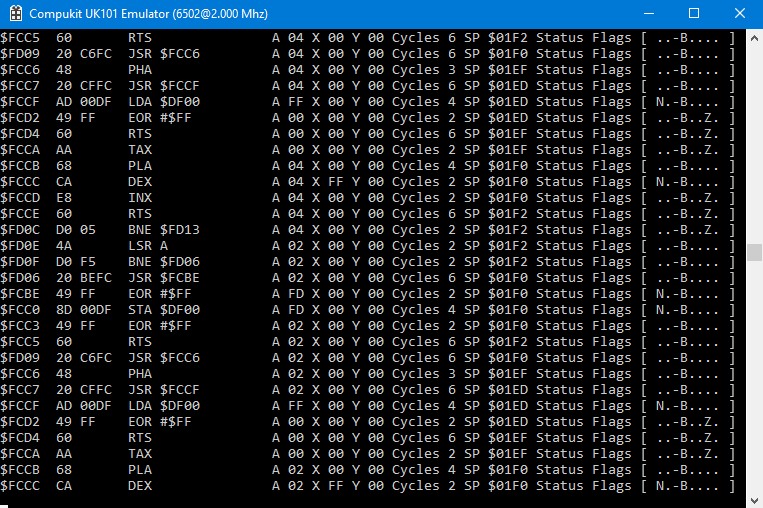 Compukit UK101 Emulator (6502@2.000 Mhz)
$FCC5 60 RTS A 04 X 00 Y 00 Cycles 6 SP $01F2 Status Flags [ ..-B.... ]
$FD09 20 C6FC JSR $FCC6 A 04 X 00 Y 00 Cycles 6 SP $01F0 Status Flags [ ..-B.... ]
$FCC6 48 PHA A 04 X 00 Y 00 Cycles 3 SP $01EF Status Flags [ ..-B.... ]
$FCC7 20 CFFC JSR $FCCF A 04 X 00 Y 00 Cycles 6 SP $01ED Status Flags [ ..-B.... ]
$FCCF AD 00DF LDA $DF00 A FF X 00 Y 00 Cycles 4 SP $01ED Status Flags [ N.-B.... ]
$FCD2 49 FF EOR #$FF A 00 X 00 Y 00 Cycles 2 SP $01ED Status Flags [ ..-B..Z. ]
$FCD4 60 RTS A 00 X 00 Y 00 Cycles 6 SP $01EF Status Flags [ ..-B..Z. ]
$FCCA AA TAX A 00 X 00 Y 00 Cycles 2 SP $01EF Status Flags [ ..-B..Z. ]
$FCCB 68 PLA A 04 X 00 Y 00 Cycles 4 SP $01F0 Status Flags [ ..-B.... ]
$FCCC CA DEX A 04 X FF Y 00 Cycles 2 SP $01F0 Status Flags [ N.-B.... ]
$FCCD E8 INX A 04 X 00 Y 00 Cycles 2 SP $01F0 Status Flags [ ..-B..Z. ]
$FCCE 60 RTS A 04 X 00 Y 00 Cycles 6 SP $01F2 Status Flags [ ..-B..Z. ]
$FD0C D0 05 BNE $FD13 A 04 X 00 Y 00 Cycles 2 SP $01F2 Status Flags [ ..-B..Z. ]
$FD0E 4A LSR A A 02 X 00 Y 00 Cycles 2 SP $01F2 Status Flags [ ..-B.... ]
$FD0F D0 F5 BNE $FD06 A 02 X 00 Y 00 Cycles 2 SP $01F2 Status Flags [ ..-B.... ]
$FD06 20 BEFC JSR $FCBE A 02 X 00 Y 00 Cycles 6 SP $01F0 Status Flags [ ..-B.... ]
$FCBE 49 FF EOR #$FF A FD X 00 Y 00 Cycles 2 SP $01F0 Status Flags [ N.-B.... ]
$FCC0 8D 00DF STA $DF00 A FD X 00 Y 00 Cycles 4 SP $01F0 Status Flags [ N.-B.... ]
$FCC3 49 FF EOR #$FF A 02 X 00 Y 00 Cycles 2 SP $01F0 Status Flags [ ..-B.... ]
$FCC5 60 RTS A 02 X 00 Y 00 Cycles 6 SP $01F2 Status Flags [ ..-B.... ]
$FD09 20 C6FC JSR $FCC6 A 02 X 00 Y 00 Cycles 6 SP $01F0 Status Flags [ ..-B.... ]
$FCC6 48 PHA A 02 X 00 Y 00 Cycles 3 SP $01EF Status Flags [ ..-B.... ]
$FCC7 20 CFFC JSR $FCCF A 02 X 00 Y 00 Cycles 6 SP $01ED Status Flags [ ..-B.... ]
$FCCF AD 00DF LDA $DF00 A FF X 00 Y 00 Cycles 4 SP $01ED Status Flags [ N.-B.... ]
$FCD2 49 FF EOR #$FF A 00 X 00 Y 00 Cycles 2 SP $01ED Status Flags [ ..-B..Z. ]
$FCD4 60 RTS A 00 X 00 Y 00 Cycles 6 SP $01EF Status Flags [ ..-B..Z. ]
$FCCA AA TAX A 00 X 00 Y 00 Cycles 2 SP $01EF Status Flags [ ..-B..Z. ]
$FCCB 68 PLA A 02 X 00 Y 00 Cycles 4 SP $01F0 Status Flags [ ..-B.... ]
$FCCC CA DEX A 02 X FF Y 00 Cycles 2 SP $01F0 Status Flags [ N.-B.... ]